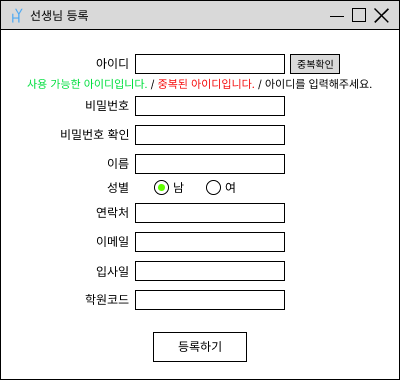 선생님 등록
아이디
중복확인
사용 가능한 아이디입니다. / 중복된 아이디입니다. / 아이디를 입력해주세요.
비밀번호
비밀번호 확인
이름
성별 남 여
연락처
이메일
입사일
학원코드
등록하기